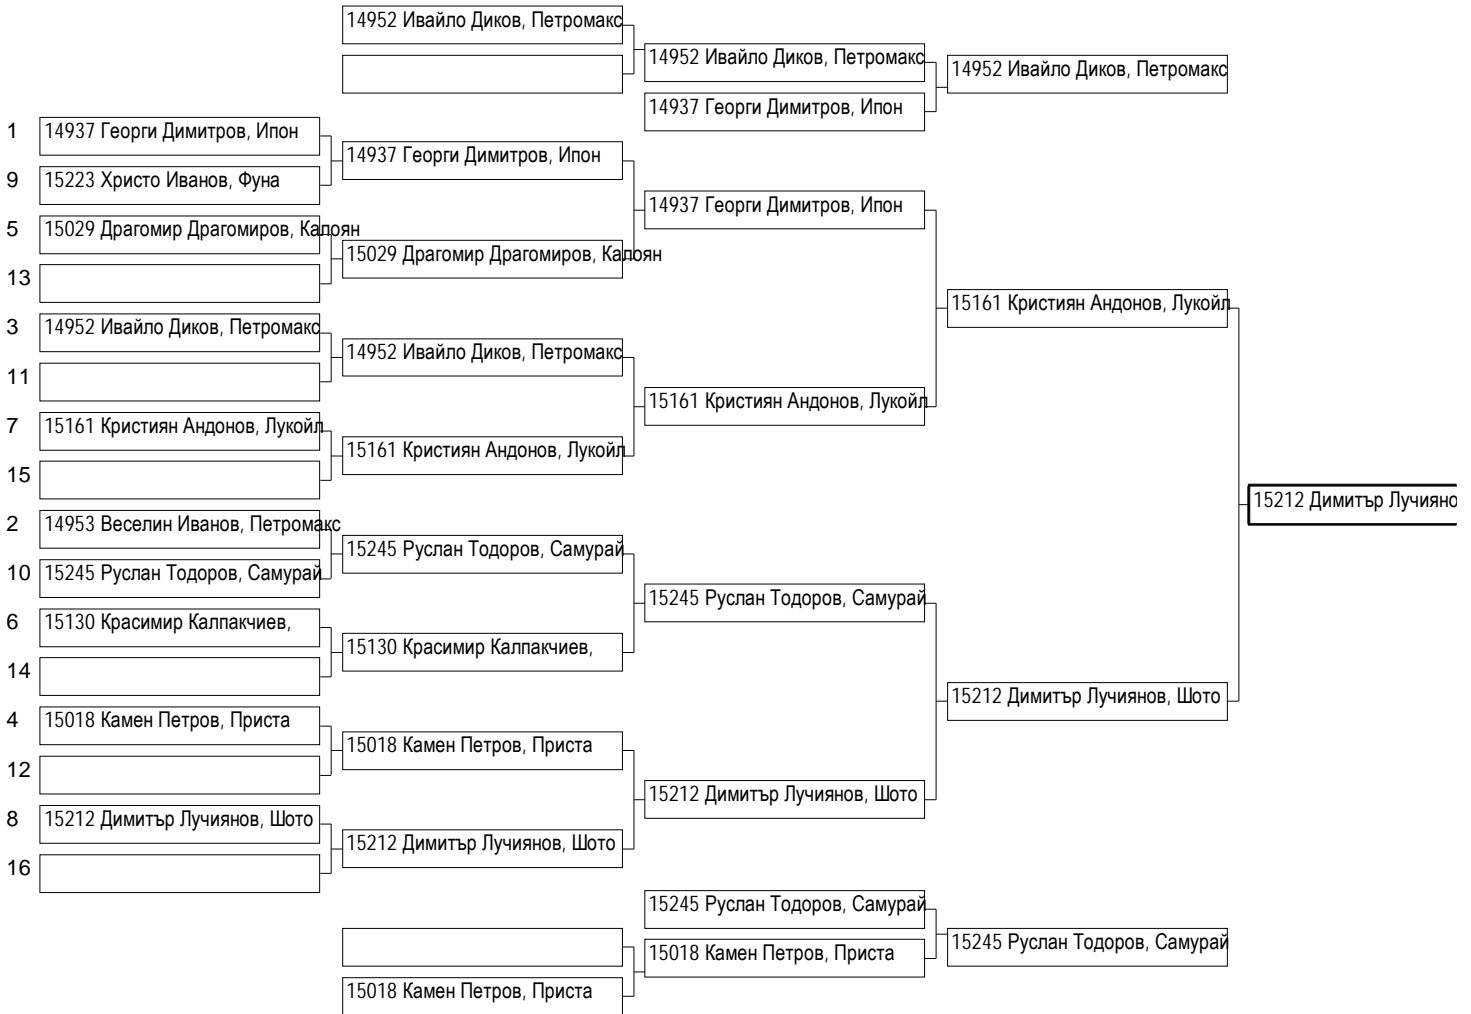 14952 Ивайло Диков, Петромакс
14952 Ивайло Диков, Петромакс
14952 Ивайло Диков, Петромакс
14937 Георги Димитров, Ипон
1 14937 Георги Димитров, Ипон
14937 Георги Димитров, Ипон
9 15223 Христо Иванов, Фуна
14937 Георги Димитров, Ипон
5 15029 Драгомир Драгомиров, Калоян
15029 Драгомир Драгомиров, Калоян
13
15161 Кристиян Андонов, Лукойл
3 14952 Ивайло Диков, Петромакс
14952 Ивайло Диков, Петромакс
11
15161 Кристиян Андонов, Лукойл
7 15161 Кристиян Андонов, Лукойл
15161 Кристиян Андонов, Лукойл
15
15212 Димитър Лучияно
2 14953 Веселин Иванов, Петромакс
15245 Руслан Тодоров, Самурай
10 15245 Руслан Тодоров, Самурай
15245 Руслан Тодоров, Самурай
6 15130 Красимир Калпакчиев,
15130 Красимир Калпакчиев,
14
15212 Димитър Лучиянов, Шото
4 15018 Камен Петров, Приста
15018 Камен Петров, Приста
12
15212 Димитър Лучиянов, Шото
8 15212 Димитър Лучиянов, Шото
15212 Димитър Лучиянов, Шото
16
15245 Руслан Тодоров, Самурай
15245 Руслан Тодоров, Самурай
15018 Камен Петров, Приста
15018 Камен Петров, Приста